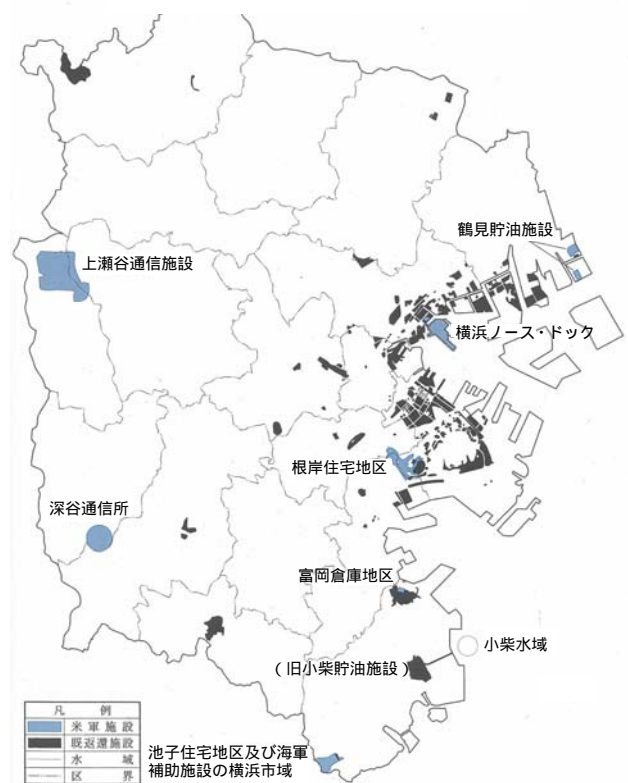 鶴見貯油施設
上瀬谷通信施設
横浜ノース・ドック
根岸住宅地区
深谷通信所
富岡倉庫地区
小柴水域
（旧小柴貯油施設）
凡例
米軍施設
既返還施設
水域
区界
池子住宅地区及び海軍
補助施設の横浜市域